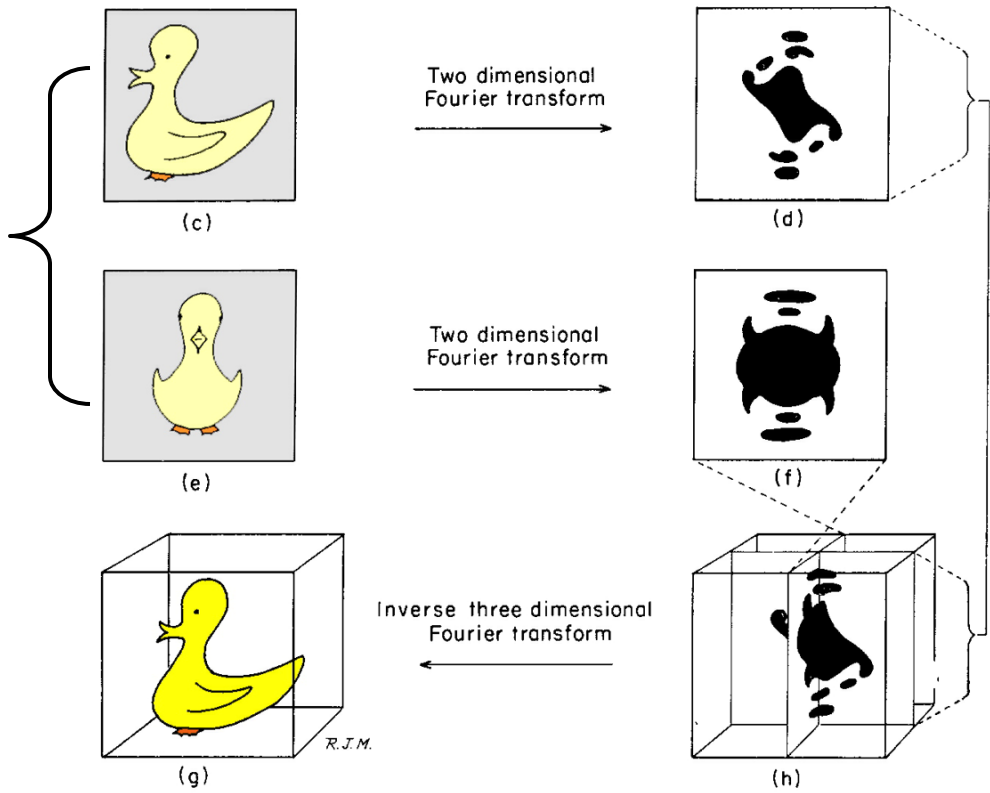 Two dimensional
Fourier transform
(c)
(d)
Two dimensional
Fourier transform
(e)
(f)
Inverse three dimensional
Fourier transform
R.J.M.
(g)
(h)